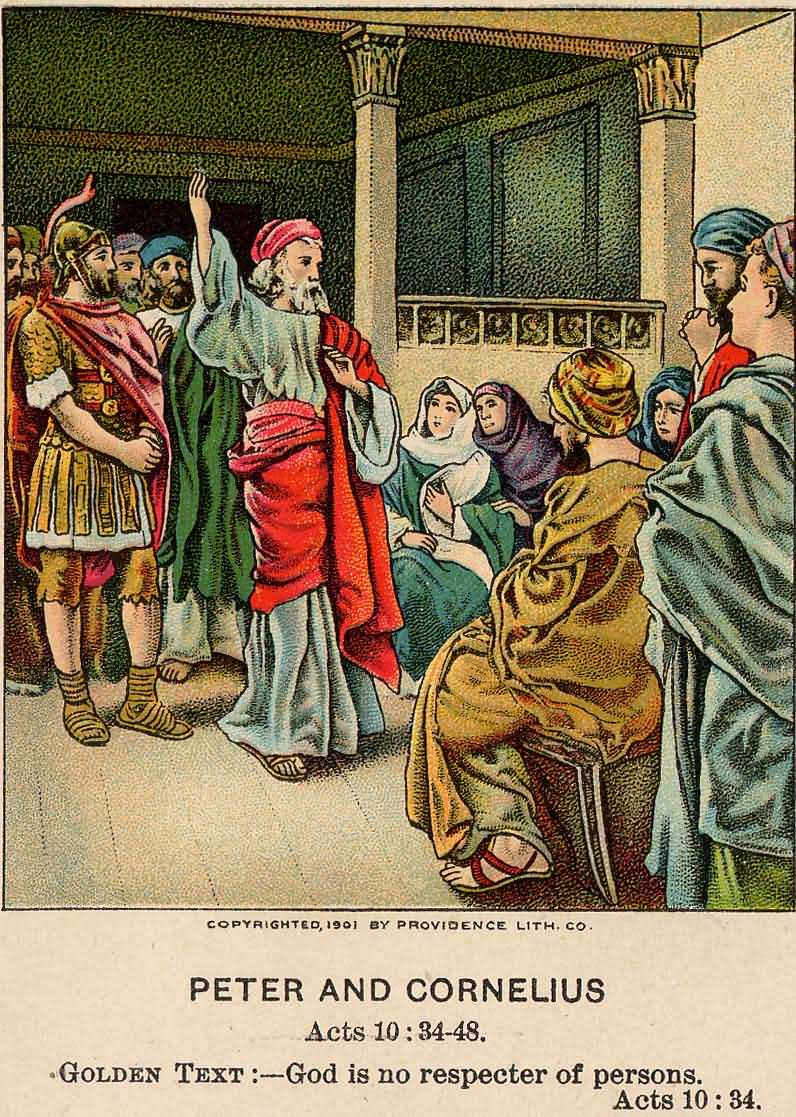 COPYRIGHTED, 1901 BY PROVIDENCE LITH. CO.
PETER AND CORNELIUS
Acts 10:34-48.
GOLDEN TEXT:—God is no respecter of persons.
Acts 10:34.